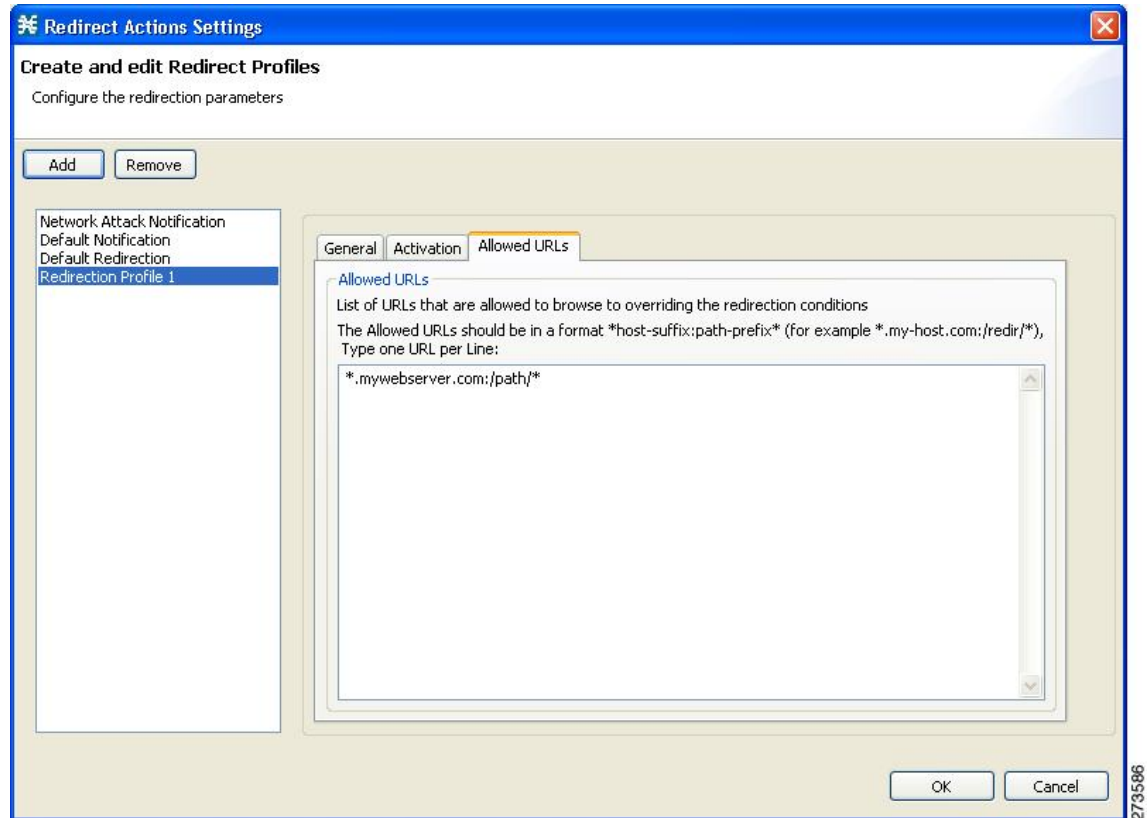 Redirect Actions Settings
Create and edit Redirect Profiles
Configure the redirection parameters
Add
Remove
Network Attack Notification
Default Notification
Default Redirection
Redirection Profile 1
General
Activation
Allowed URLs
Allowed URLs
List of URLs that are allowed to browse to overriding the redirection conditions
The Allowed URLs should be in a format *host-suffix:path-prefix* (for example *.my-host.com:/redir/*),
Type one URL per Line:
*.mywebserver.com:/path/*
OK
Cancel
273586